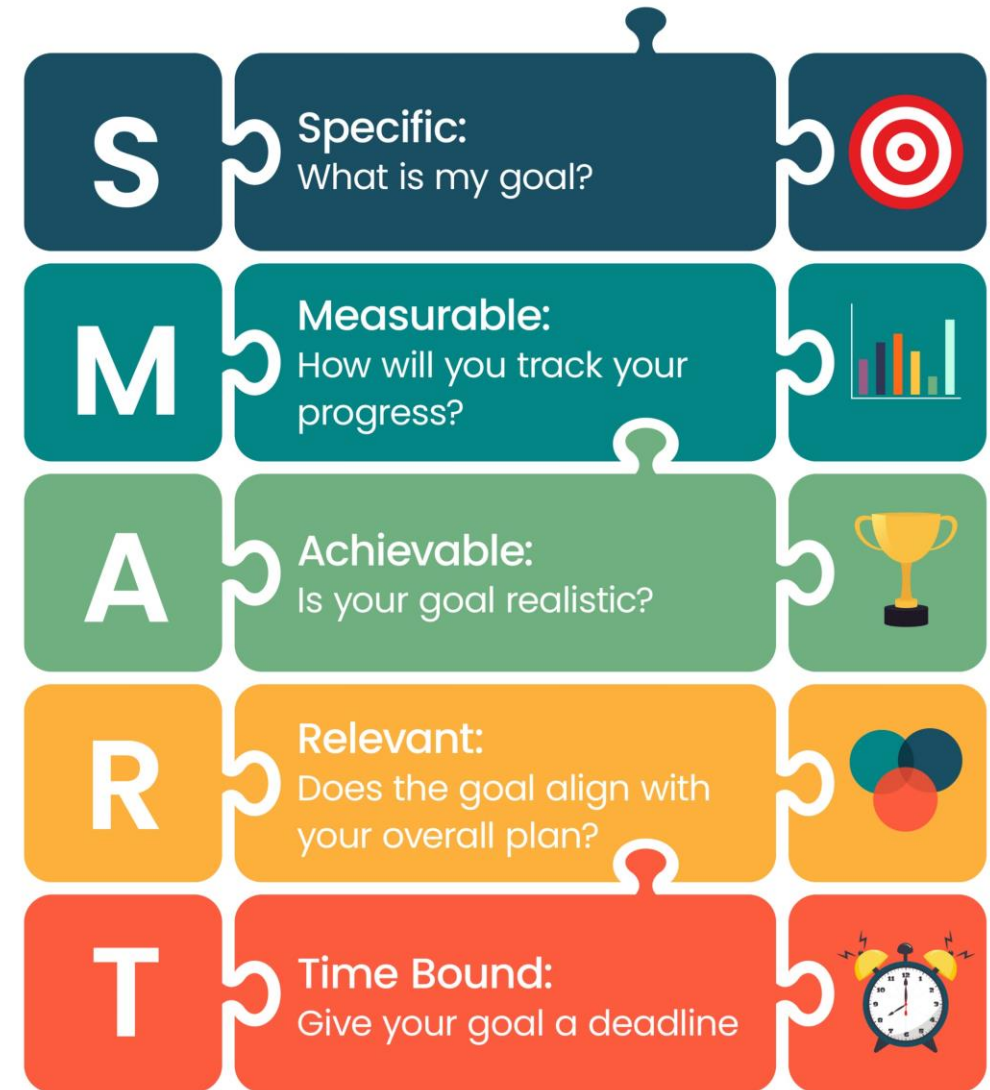 S
Specific:
What is my goal?
M
Measurable:
How will you track your
progress?
A
Achievable:
Is your goal realistic?
R
Relevant:
Does the goal align with
your overall plan?
T
Time Bound:
Give your goal a deadline